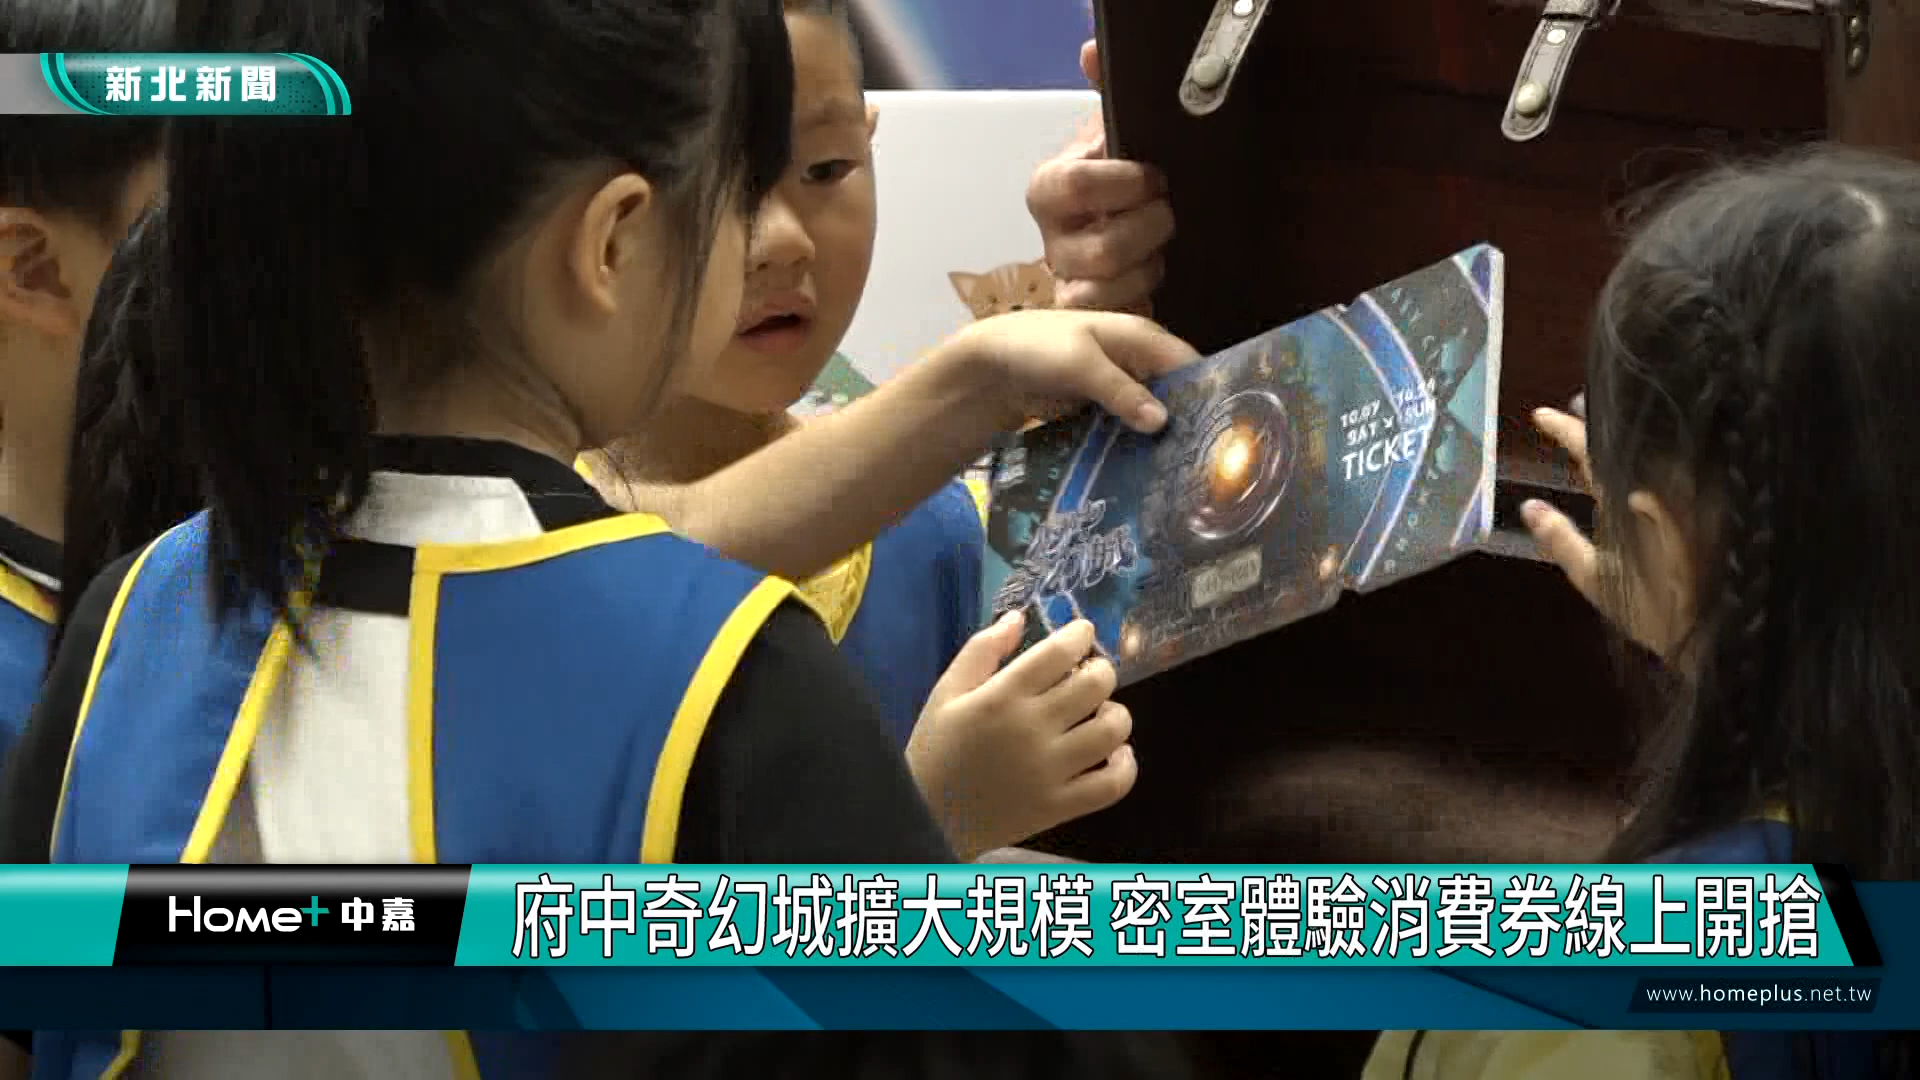 新北新聞
TICKET
Home+中嘉
府中奇幻城擴大規模 密室體驗消費券線上開搶
www.homeplus.net.tw